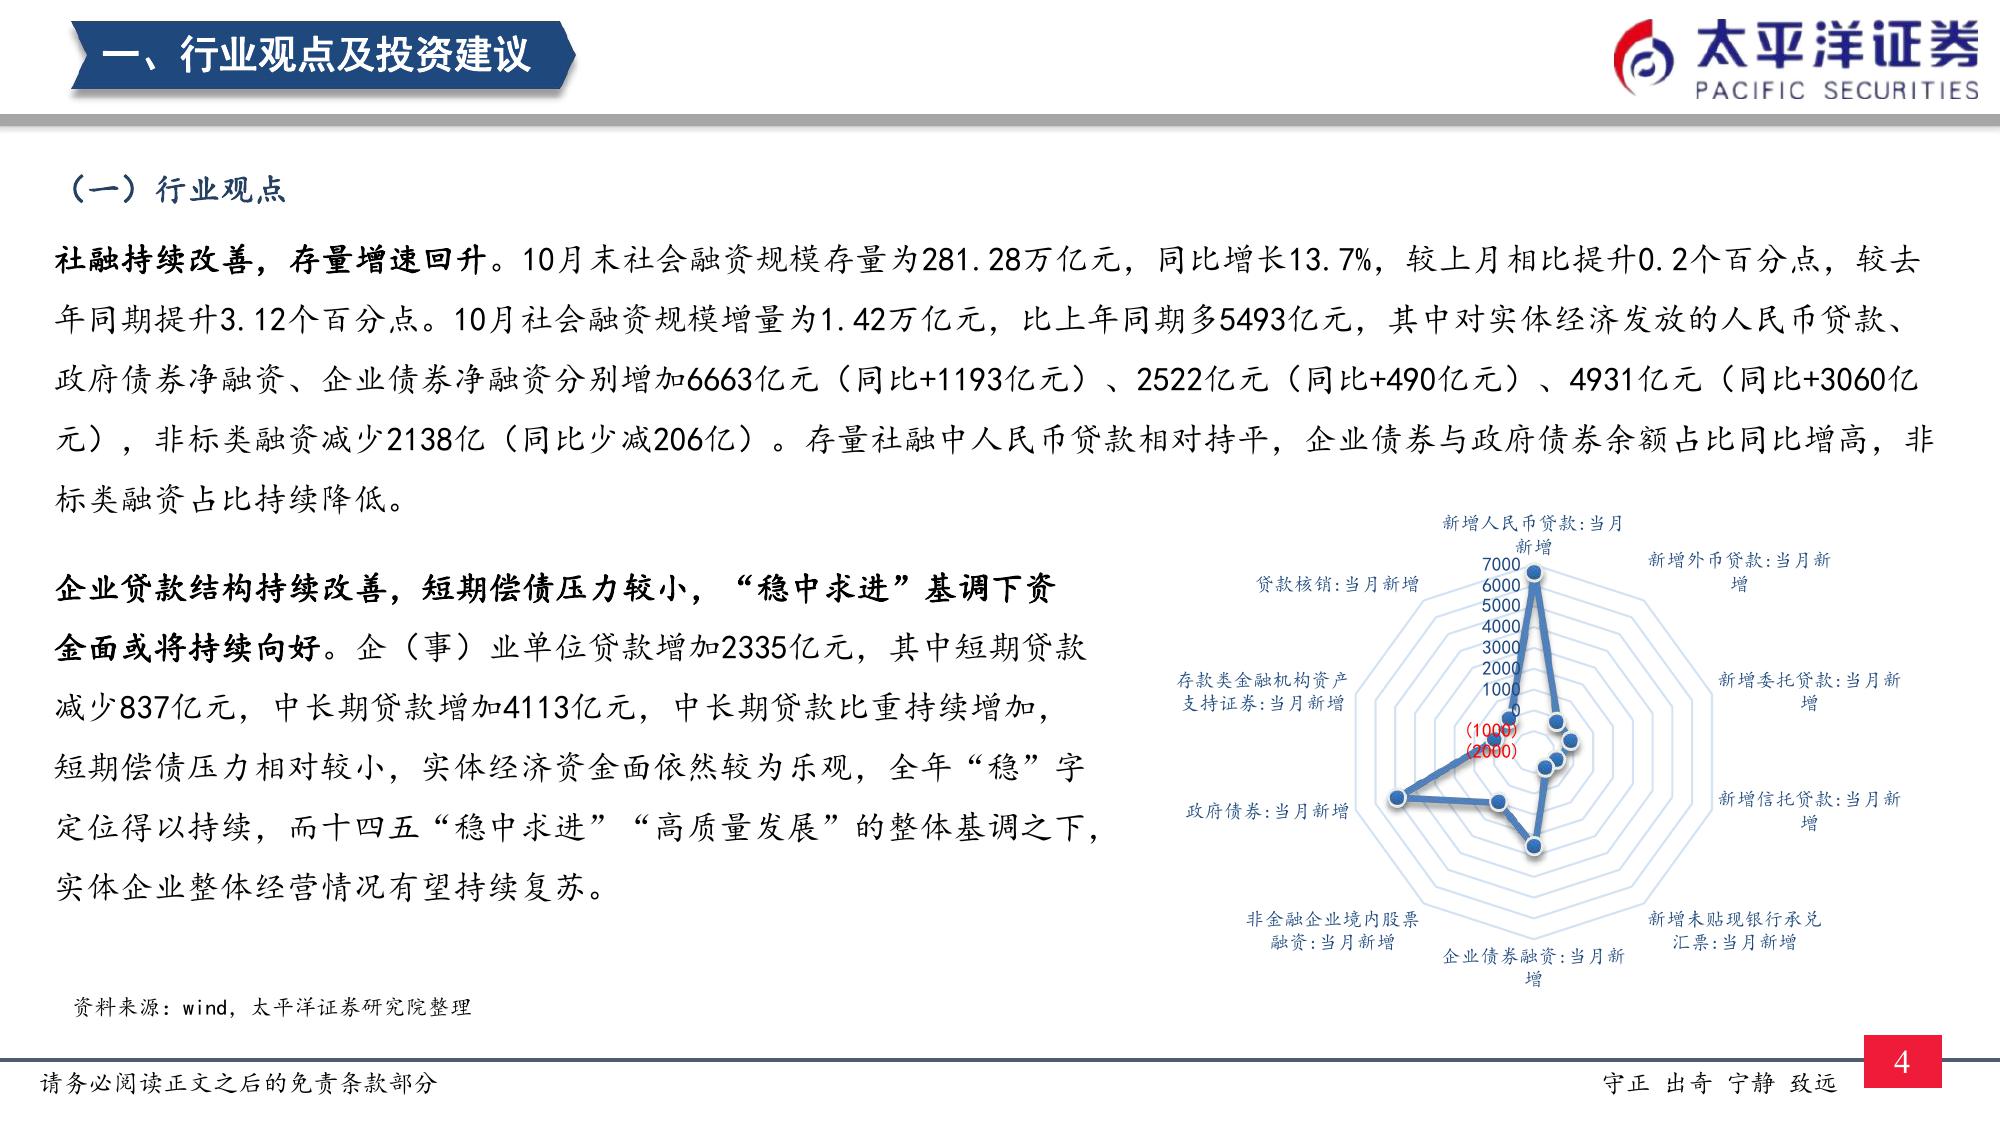 一、行业观点及投资建议
太平洋证券
PACIFIC SECURITIES
（一）行业观点
社融持续改善，存量增速回升。10月末社会融资规模存量为281.28万亿元，同比增长13.7%，较上月相比提升0.2个百分点，较去
年同期提升3.12个百分点。10月社会融资规模增量为1.42万亿元，比上年同期多5493亿元，其中对实体经济发放的人民币贷款、
政府债券净融资、企业债券净融资分别增加6663亿元（同比+1193亿元）、2522亿元（同比+490亿元）、4931亿元（同比+3060亿
元），非标类融资减少2138亿（同比少减206亿）。存量社融中人民币贷款相对持平，企业债券与政府债券余额占比同比增高，非
标类融资占比持续降低。
企业贷款结构持续改善，短期偿债压力较小，“稳中求进”基调下资
金面或将持续向好。企（事）业单位贷款增加2335亿元，其中短期贷款
减少837亿元，中长期贷款增加4113亿元，中长期贷款比重持续增加，
短期偿债压力相对较小，实体经济资金面依然较为乐观，全年“稳”字
定位得以持续，而十四五“稳中求进”“高质量发展”的整体基调之下，
实体企业整体经营情况有望持续复苏。
新增人民币贷款:当月
新增
新增外币贷款:当月新
增
新增委托贷款:当月新
增
新增信托贷款:当月新
增
新增未贴现银行承兑
汇票:当月新增
企业债券融资:当月新
增
非金融企业境内股票
融资:当月新增
政府债券:当月新增
存款类金融机构资产
支持证券:当月新增
贷款核销:当月新增
7000
6000
5000
4000
3000
2000
1000
0
(1000)
(2000)
资料来源：wind，太平洋证券研究院整理
请务必阅读正文之后的免责条款部分
守正 出奇 宁静 致远
4